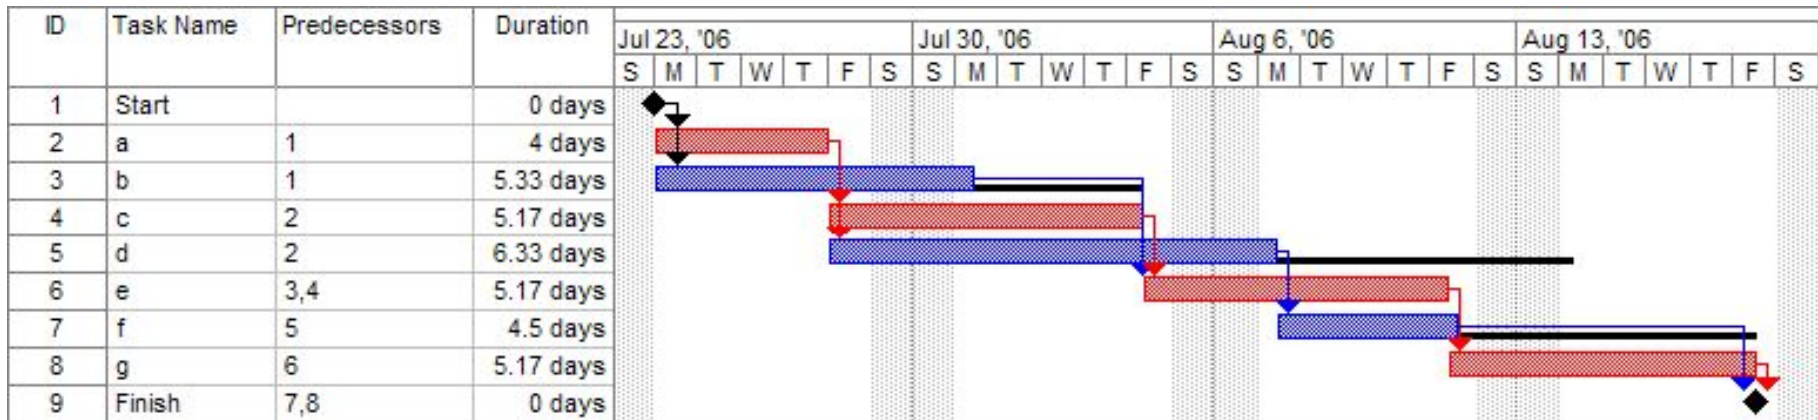 ID Task Name Predecessors Duration
Jul 23, '06 Jul 30, '06 Aug 6, '06 Aug 13, '06
S M T W T F S S M T W T F S S M T W T F S S M T W T F S
1 Start 0 days
2 a 1 4 days
3 b 1 5.33 days
4 c 2 5.17 days
5 d 2 6.33 days
6 e 3,4 5.17 days
7 f 5 4.5 days
8 g 6 5.17 days
9 Finish 7,8 0 days